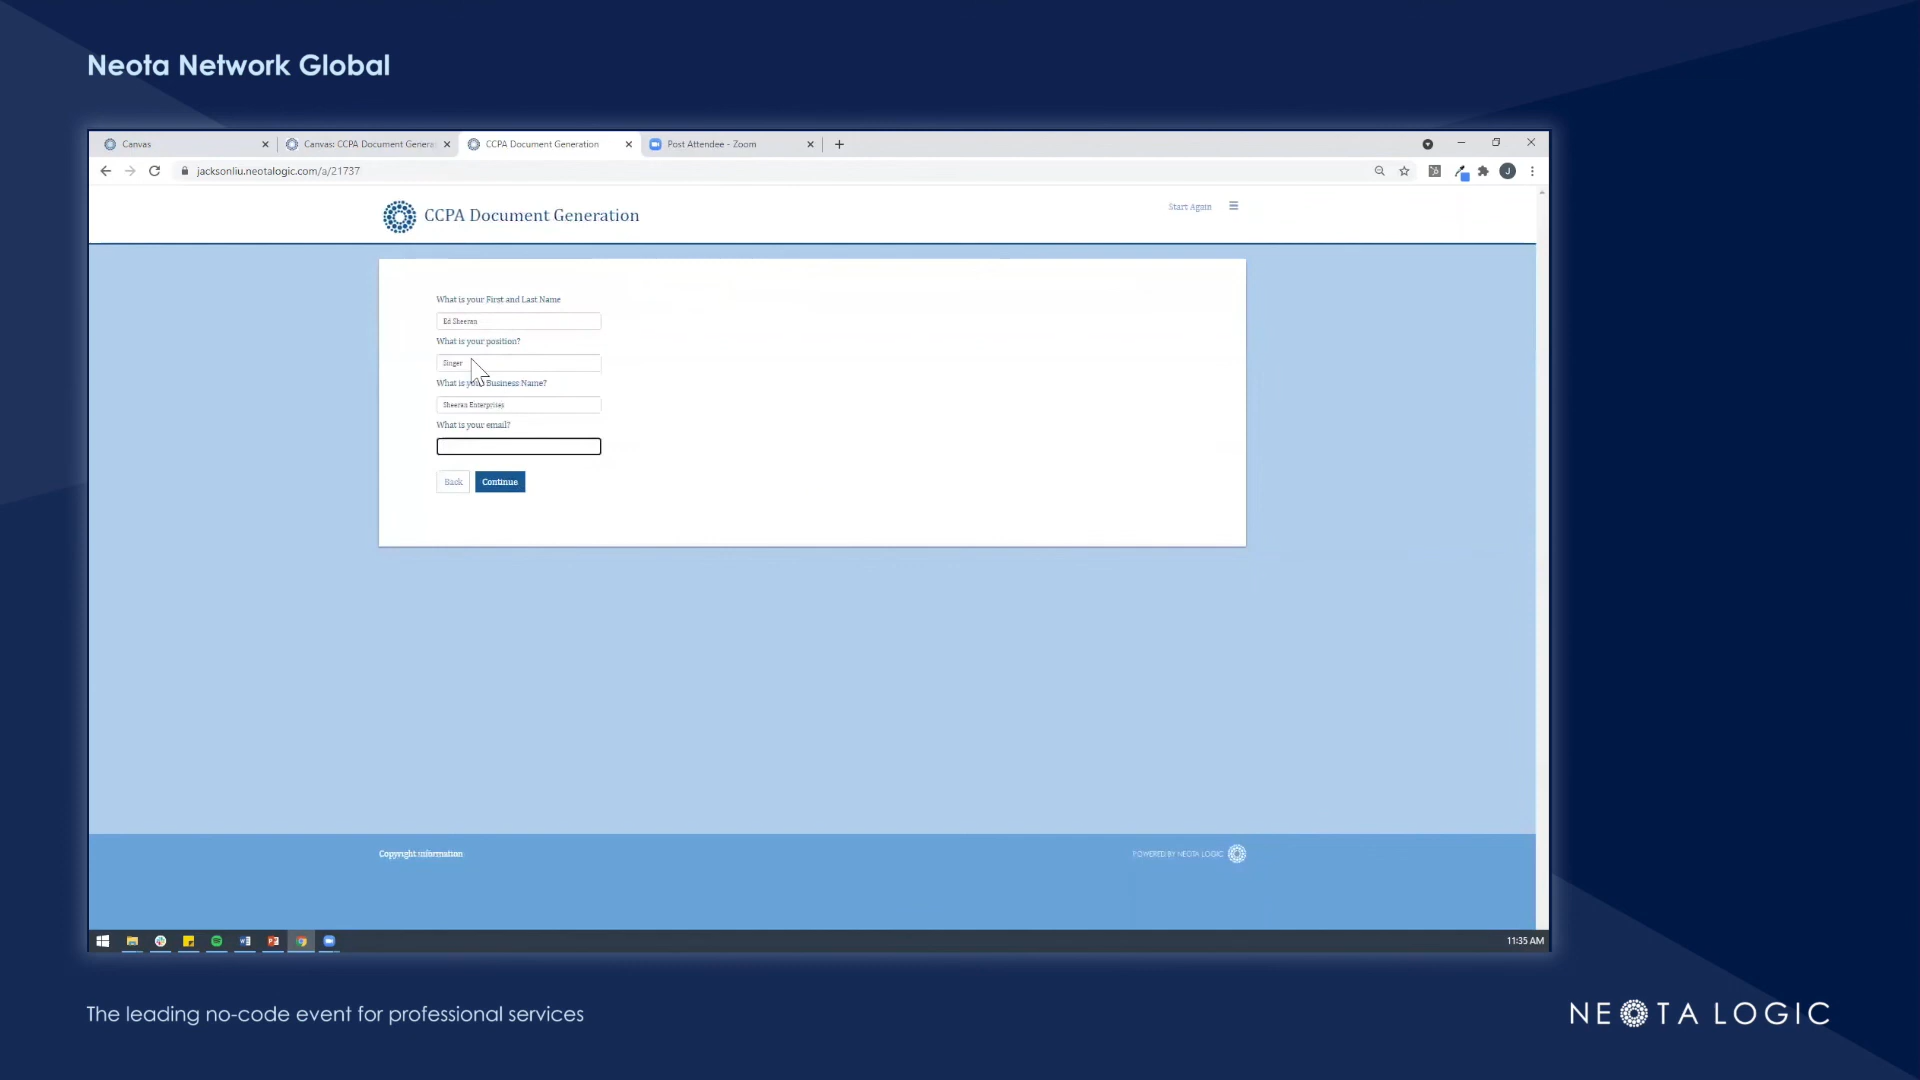 Neota Network Global
Canvas
Canvas: CCPA Document Genera
CCPA Document Generation
Post Attendee - Zoom
jacksonliu.neotalogic.com/a/21737
J
CCPA Document Generation
Start Again
What is your First and Last Name
Ed Sheeran
What is your position?
Singer
What is your Business Name?
Sheeran Enterprises
What is your email?
Back
Continue
Copyright information
POWERED BY NEOTA LOGIC
11:35 AM
The leading no-code event for professional services
NEOTA LOGIC